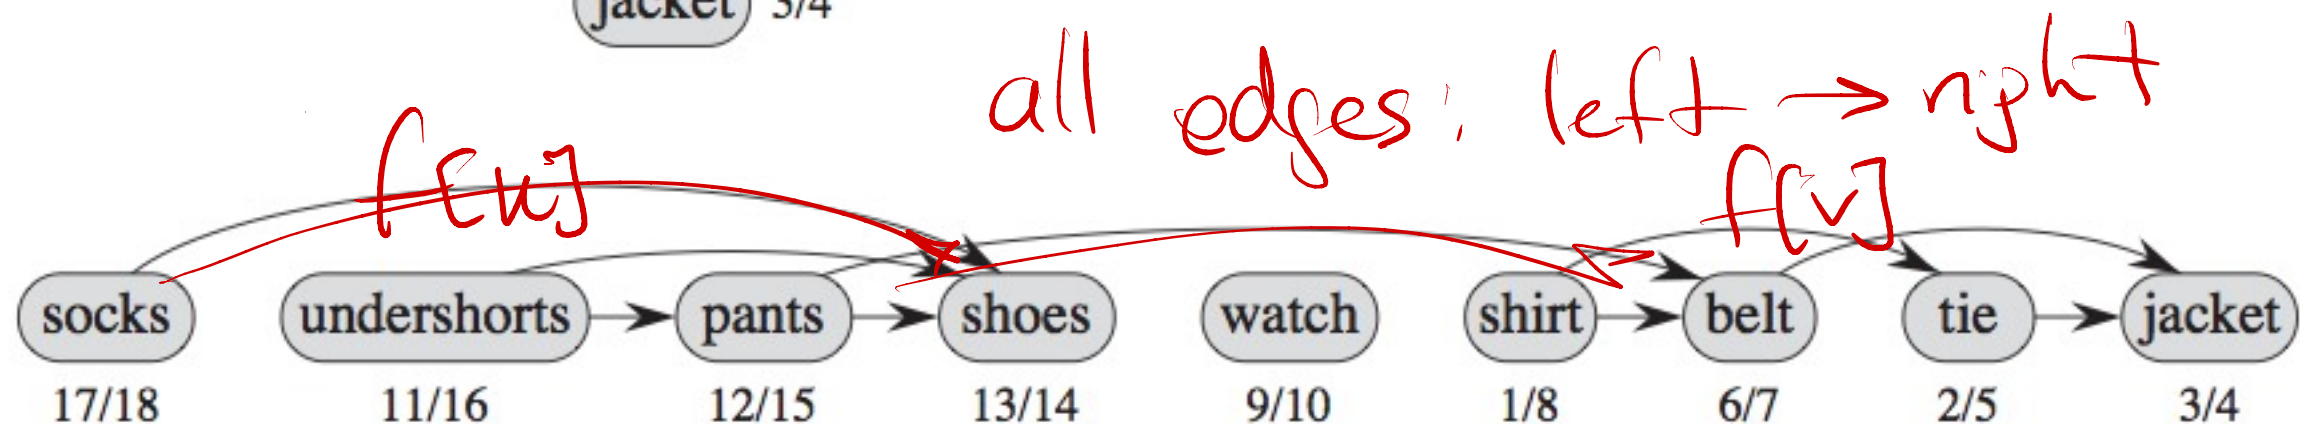 jacket 3/4
all edges: left → right
f[u] f[v]
socks undershorts pants shoes watch shirt belt tie jacket
17/18 11/16 12/15 13/14 9/10 1/8 6/7 2/5 3/4